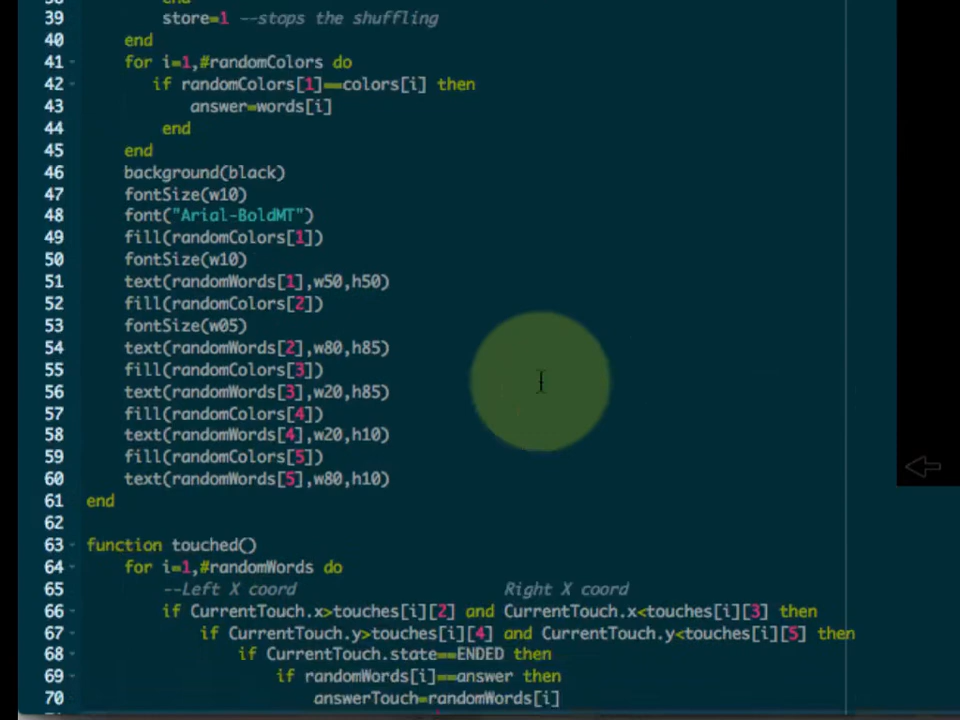 39 store=1 --stops the shuffling
40 end
41 for i=1,#randomColors do
42 if randomColors[1]==colors[i] then
43 answer=words[i]
44 end
45 end
46 background(black)
47 fontSize(w10)
48 font("Arial-BoldMT")
49 fill(randomColors[1])
50 fontSize(w10)
51 text(randomWords[1],w50,h50)
52 fill(randomColors[2])
53 fontSize(w05)
54 text(randomWords[2],w80,h85)
55 fill(randomColors[3])
56 text(randomWords[3],w20,h85)
57 fill(randomColors[4])
58 text(randomWords[4],w20,h10)
59 fill(randomColors[5])
60 text(randomWords[5],w80,h10)
61 end
62
63 function touched()
64 for i=1,#randomWords do
65 --Left X coord Right X coord
66 if CurrentTouch.x>touches[i][2] and CurrentTouch.x<touches[i][3] then
67 if CurrentTouch.y>touches[i][4] and CurrentTouch.y<touches[i][5] then
68 if CurrentTouch.state==ENDED then
69 if randomWords[i]==answer then
70 answerTouch=randomWords[i]